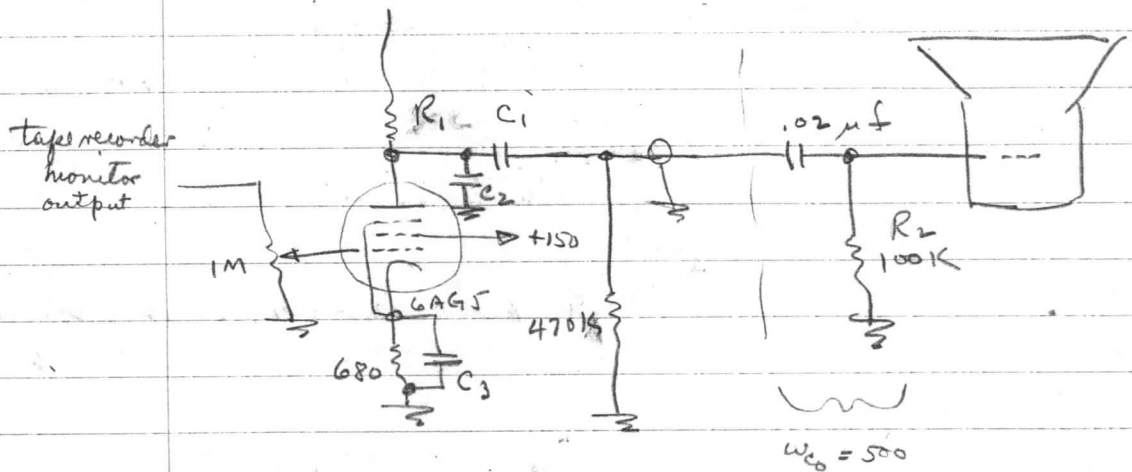 tape recorder
monitor
output
R1
C1
.02 μf
C2
+150
1M
6AG5
R2
100K
470K
680
C3
ωco = 500